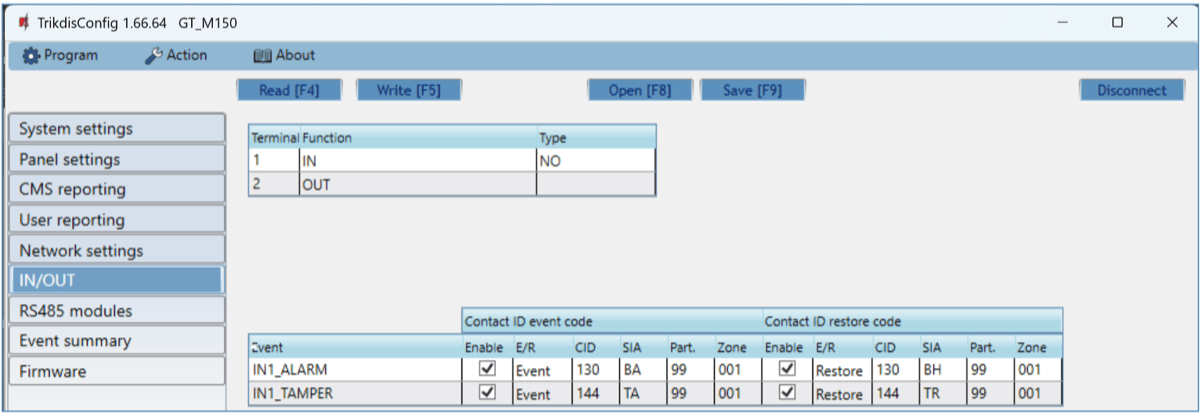 TrikdisConfig 1.66.64 GT_M150
Program Action About
Read [F4] Write [F5] Open [F8] Save [F9] Disconnect
System settings
Panel settings
CMS reporting
User reporting
Network settings
IN/OUT
RS485 modules
Event summary
Firmware
Terminal Function Type
1 IN NO
2 OUT
Contact ID event code Contact ID restore code
Event Enable E/R CID SIA Part. Zone Enable E/R CID SIA Part. Zone
IN1_ALARM Event 130 BA 99 001 Restore 130 BH 99 001
IN1_TAMPER Event 144 TA 99 001 Restore 144 TR 99 001